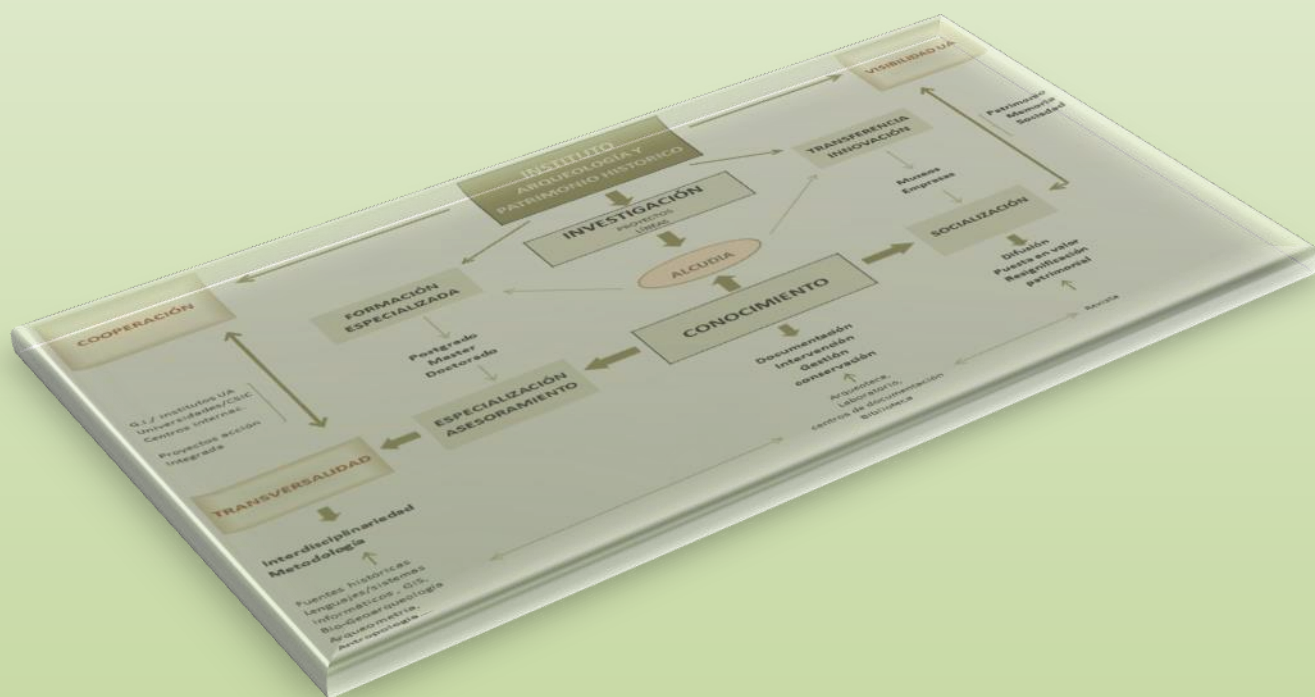 VISIBILIDAD UA
Patrimonio
Memoria
Sociedad
INSTITUTO
ARQUEOLOGÍA Y
PATRIMONIO HISTORICO
TRANSFERENCIA
INNOVACIÓN
Museos
Empresas
INVESTIGACIÓN
PROYECTOS
LÍNEAS
SOCIALIZACIÓN
Difusión
Puesta en valor
Resignificación
patrimonial
ALCUDIA
COOPERACIÓN
FORMACIÓN
ESPECIALIZADA
CONOCIMIENTO
Revista
Postgrado
Master
Doctorado
Documentación
Intervención
Gestión
conservación
Arqueoteca,
Laboratorio,
centros de documentación
Biblioteca
ESPECIALIZACIÓN
ASESORAMIENTO
G.I./ Institutos UA
Universidades/CSIC
Centros internac.
Proyectos acción
Integrada
TRANSVERSALIDAD
Interdisciplinariedad
Metodología
Fuentes históricas
Lenguajes/sistemas
informáticos , GIS,
Bio-Geoarqueología
Arqueometria,
Antropología...